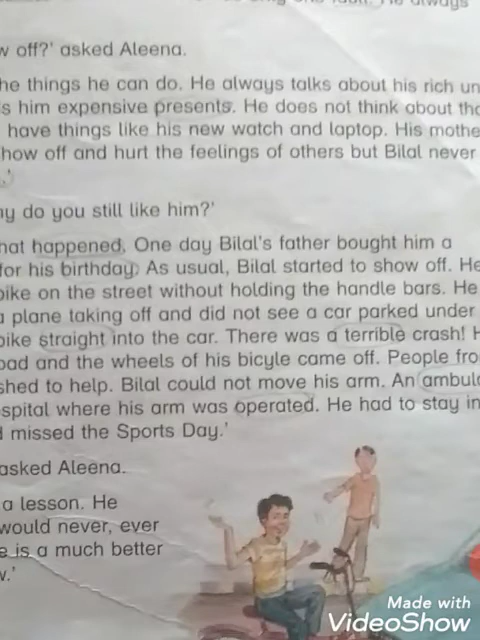 always
w off?' asked Aleena.
he things he can do. He always talks about his rich un
s him expensive presents. He does not think about tho
have things like his new watch and laptop. His mothe
how off and hurt the feelings of others but Bilal never
.'
y do you still like him?'
hat happened. One day Bilal's father bought him a
for his birthday. As usual, Bilal started to show off. He
bike on the street without holding the handle bars. He
a plane taking off and did not see a car parked under
bike straight into the car. There was a terrible crash! H
oad and the wheels of his bicycle came off. People fro
shed to help. Bilal could not move his arm. An ambul
spital where his arm was operated. He had to stay in
d missed the Sports Day.'
asked Aleena.
a lesson. He
would never, ever
e is a much better
w.'
Made with
VideoShow